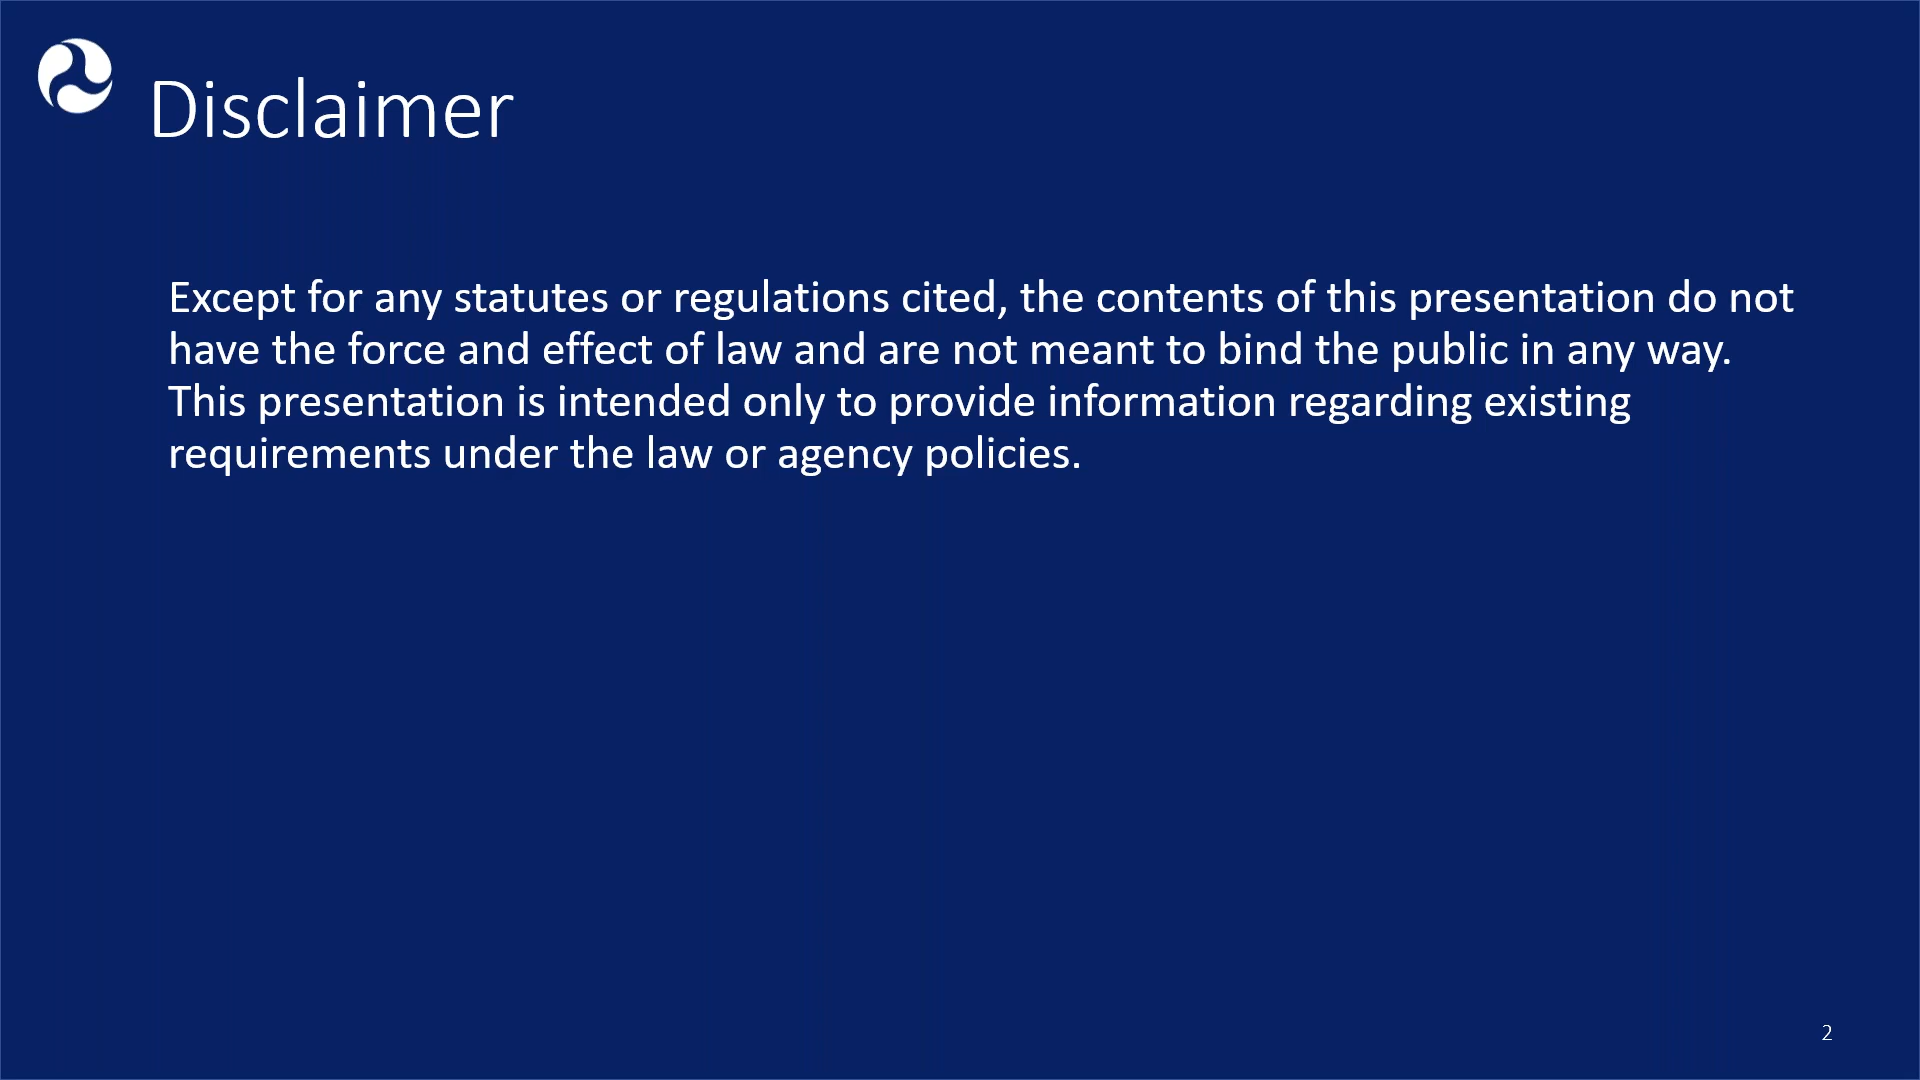 Disclaimer
Except for any statutes or regulations cited, the contents of this presentation do not
have the force and effect of law and are not meant to bind the public in any way.
This presentation is intended only to provide information regarding existing
requirements under the law or agency policies.
2